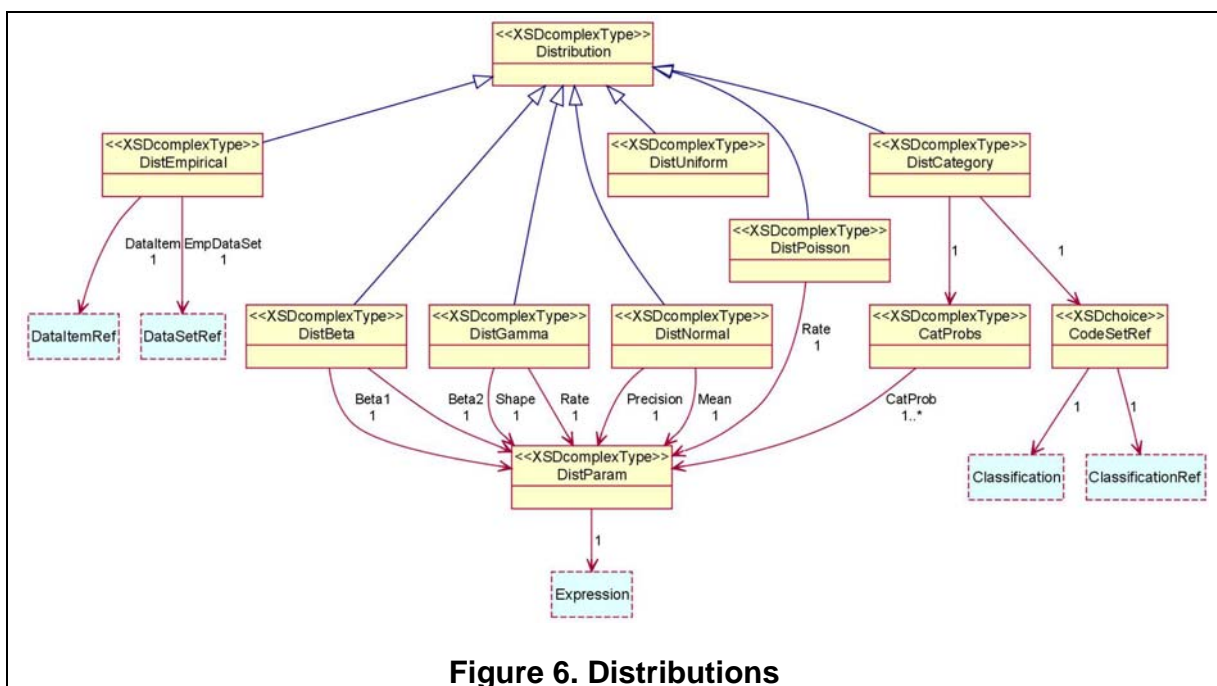 <<XSDcomplexType>>
Distribution
<<XSDcomplexType>>
DistEmpirical
<<XSDcomplexType>>
DistUniform
<<XSDcomplexType>>
DistCategory
<<XSDcomplexType>>
DistPoisson
DataItem EmpDataSet
1 1
1
1
DataItemRef
DataSetRef
<<XSDcomplexType>>
DistBeta
<<XSDcomplexType>>
DistGamma
<<XSDcomplexType>>
DistNormal
Rate
1
<<XSDcomplexType>>
CatProbs
<<XSDchoice>>
CodeSetRef
Beta1
1
Beta2
1
Shape
1
Rate
1
Precision
1
Mean
1
CatProb
1..*
1
1
<<XSDcomplexType>>
DistParam
Classification
ClassificationRef
1
Expression
Figure 6. Distributions